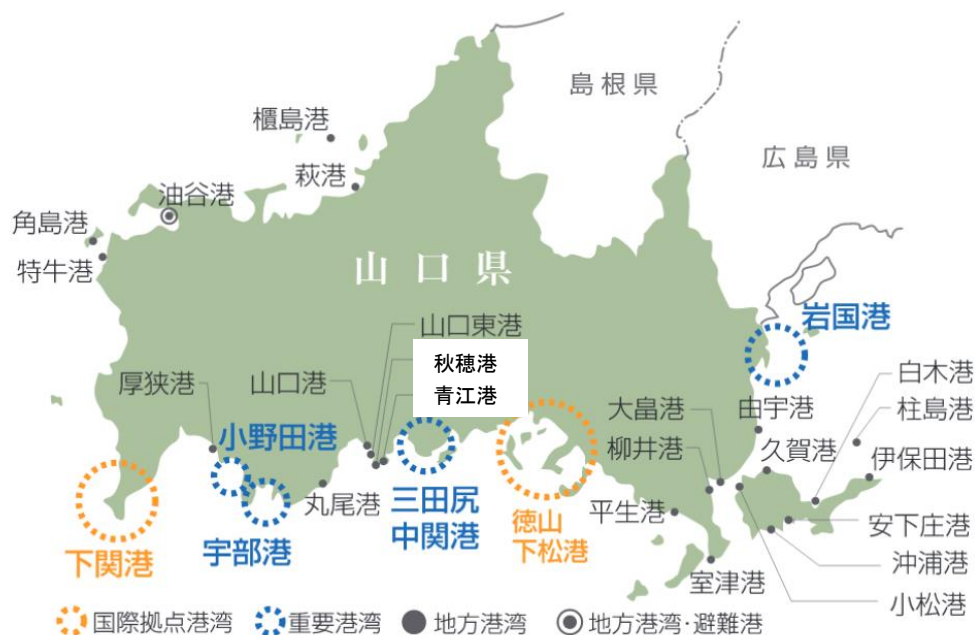 島根県
櫃島港
広島県
萩港
油谷港
角島港
特牛港
山口県
岩国港
山口東港
秋穂港
青江港
白木港
厚狭港
山口港
大畠港
由宇港
柱島港
小野田港
柳井港
久賀港
伊保田港
丸尾港
三田尻
中関港
徳山
下松港
平生港
安下庄港
下関港
宇部港
沖浦港
室津港
小松港
国際拠点港湾
重要港湾
地方港湾
地方港湾・避難港